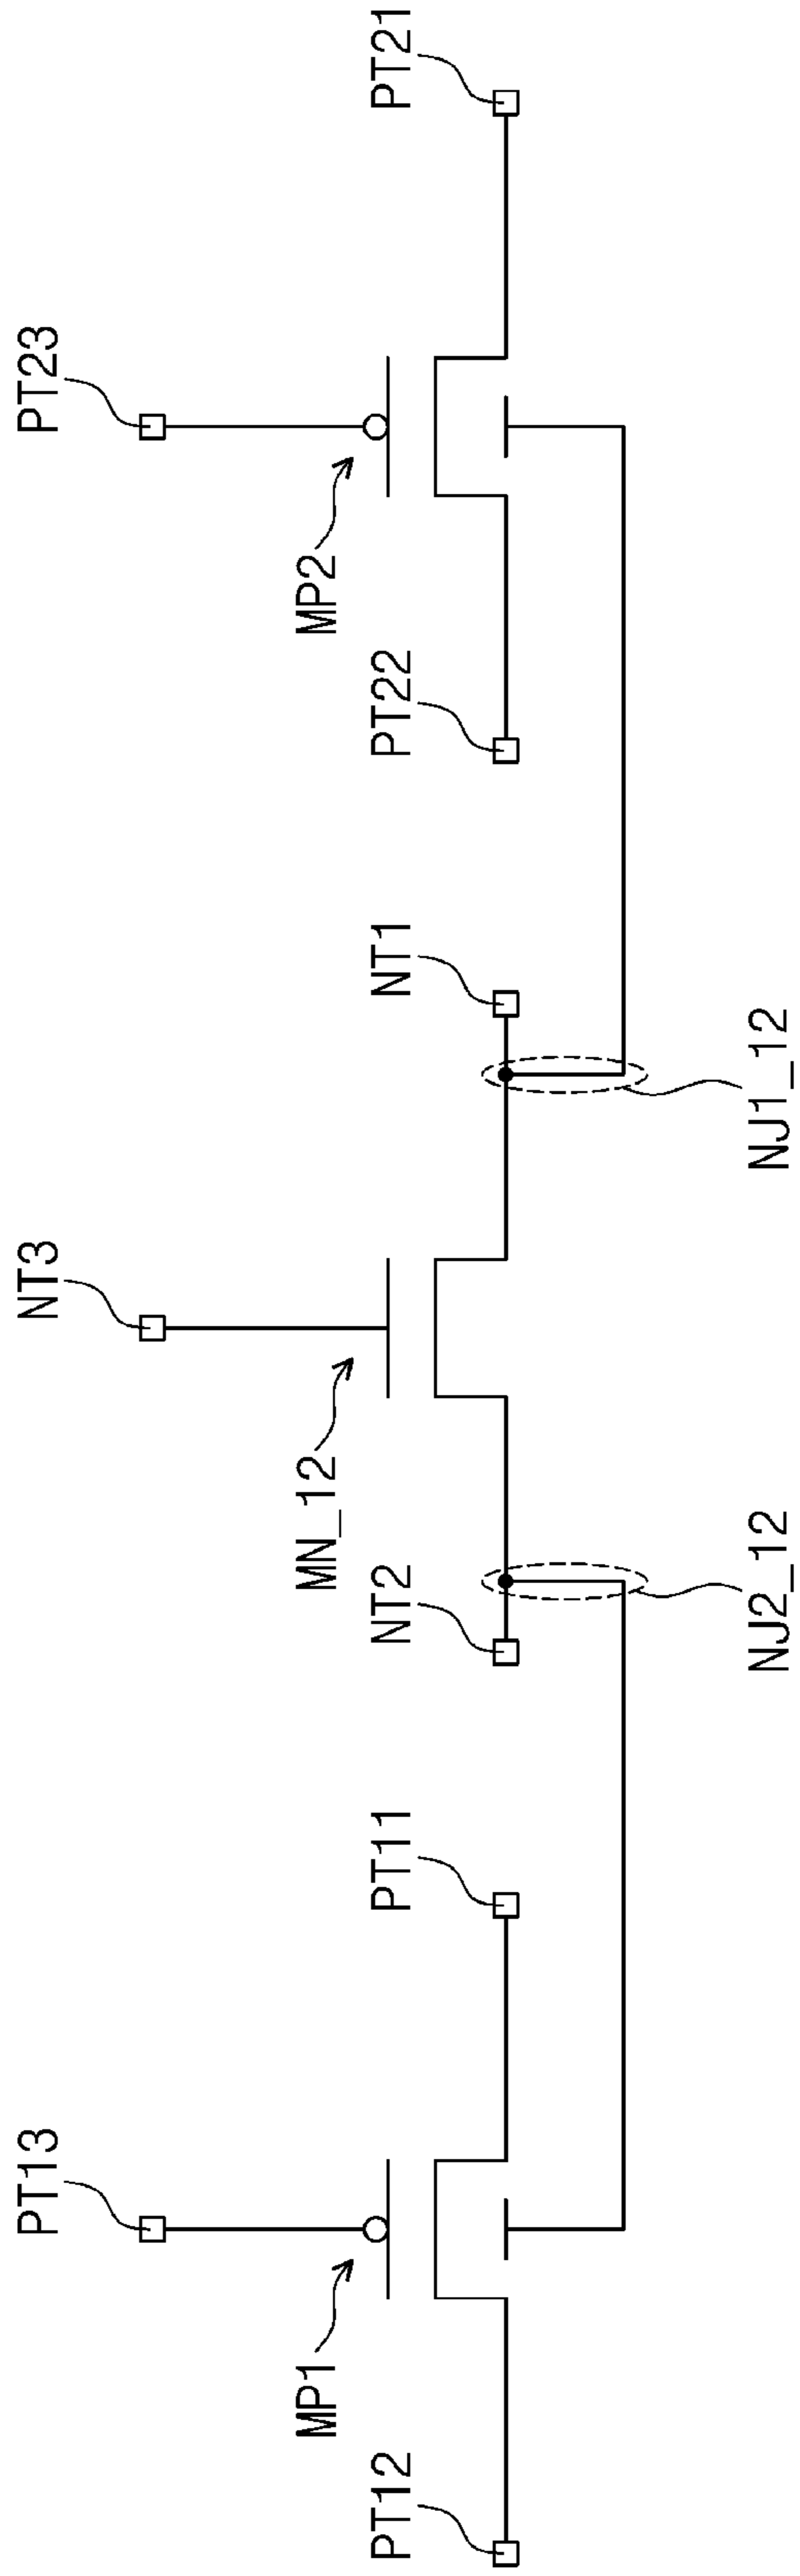 PT13
NT3
PT23
MP1
MN_12
MP2
PT12
PT11
NT2
NT1
PT22
PT21
NJ2_12
NJ1_12